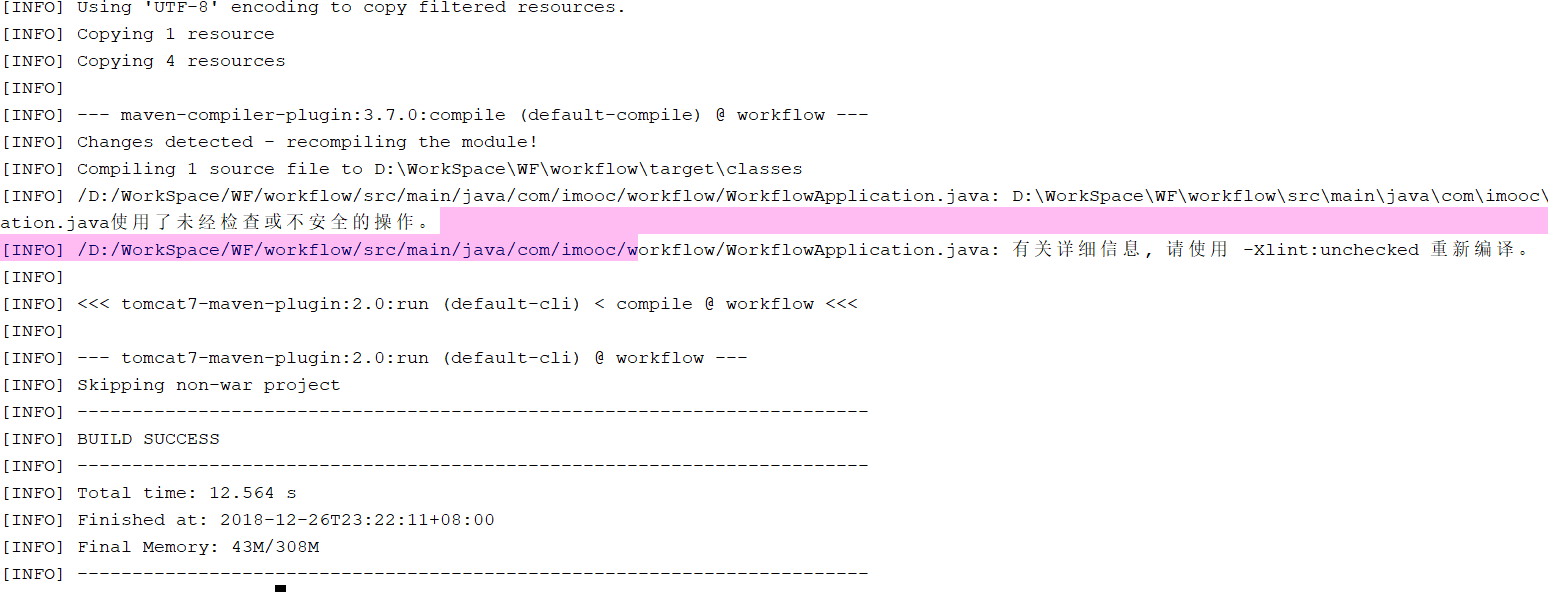 [INFO] Using 'UTF-8' encoding to copy filtered resources.
[INFO] Copying 1 resource
[INFO] Copying 4 resources
[INFO]
[INFO] --- maven-compiler-plugin:3.7.0:compile (default-compile) @ workflow ---
[INFO] Changes detected - recompiling the module!
[INFO] Compiling 1 source file to D:\WorkSpace\WF\workflow\target\classes
[INFO] /D:/WorkSpace/WF/workflow/src/main/java/com/imooc/workflow/WorkflowApplication.java: D:\WorkSpace\WF\workflow\src\main\java\com\imooc\
ation.java使用了未经检查或不安全的操作。
[INFO] /D:/WorkSpace/WF/workflow/src/main/java/com/imooc/workflow/WorkflowApplication.java: 有关详细信息, 请使用 -Xlint:unchecked 重新编译。
[INFO]
[INFO] <<< tomcat7-maven-plugin:2.0:run (default-cli) < compile @ workflow <<<
[INFO]
[INFO] --- tomcat7-maven-plugin:2.0:run (default-cli) @ workflow ---
[INFO] Skipping non-war project
[INFO] ------------------------------------------------------------------------
[INFO] BUILD SUCCESS
[INFO] ------------------------------------------------------------------------
[INFO] Total time: 12.564 s
[INFO] Finished at: 2018-12-26T23:22:11+08:00
[INFO] Final Memory: 43M/308M
[INFO] ------------------------------------------------------------------------